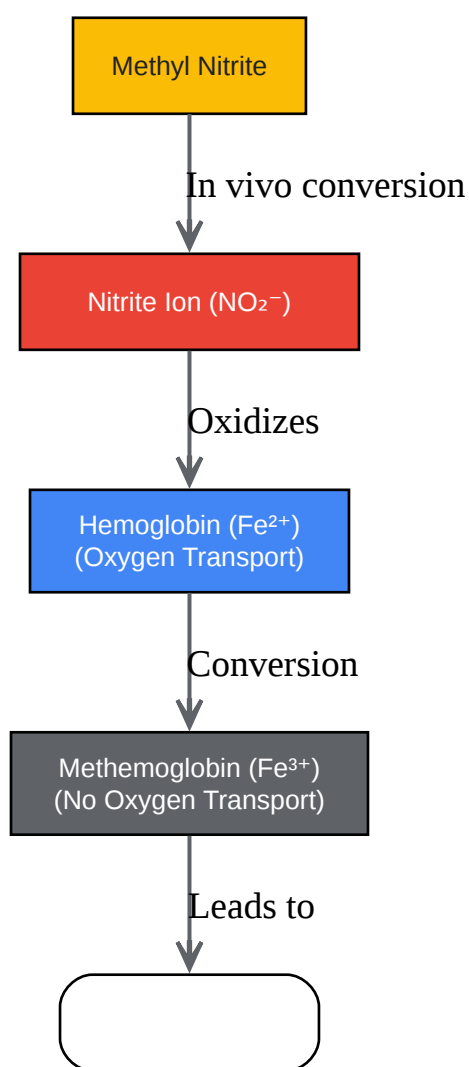 Methyl Nitrite
In vivo conversion
Nitrite Ion (NO₂⁻)
Oxidizes
Hemoglobin (Fe²⁺)
(Oxygen Transport)
Conversion
Methemoglobin (Fe³⁺)
(No Oxygen Transport)
Leads to